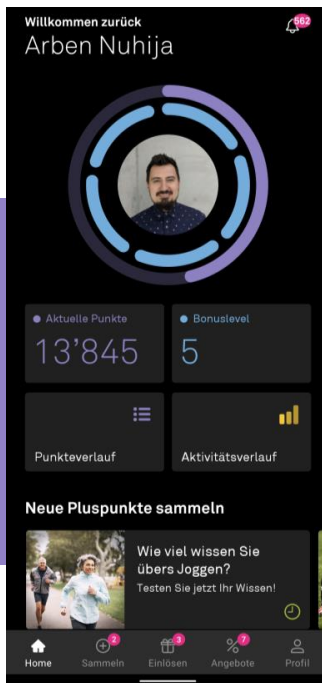 Willkommen zurück
562
Arben Nuhija
Aktuelle Punkte
13'845
Bonuslevel
5
Punkteverlauf
Aktivitätsverlauf
Neue Pluspunkte sammeln
Wie viel wissen Sie
übers Joggen?
Testen Sie jetzt Ihr Wissen!
2
3
7
Home
Sammeln
Einlösen
Angebote
Profil